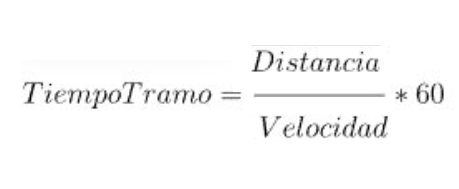 Distancia
TiempoTramo = ———— * 60
Velocidad